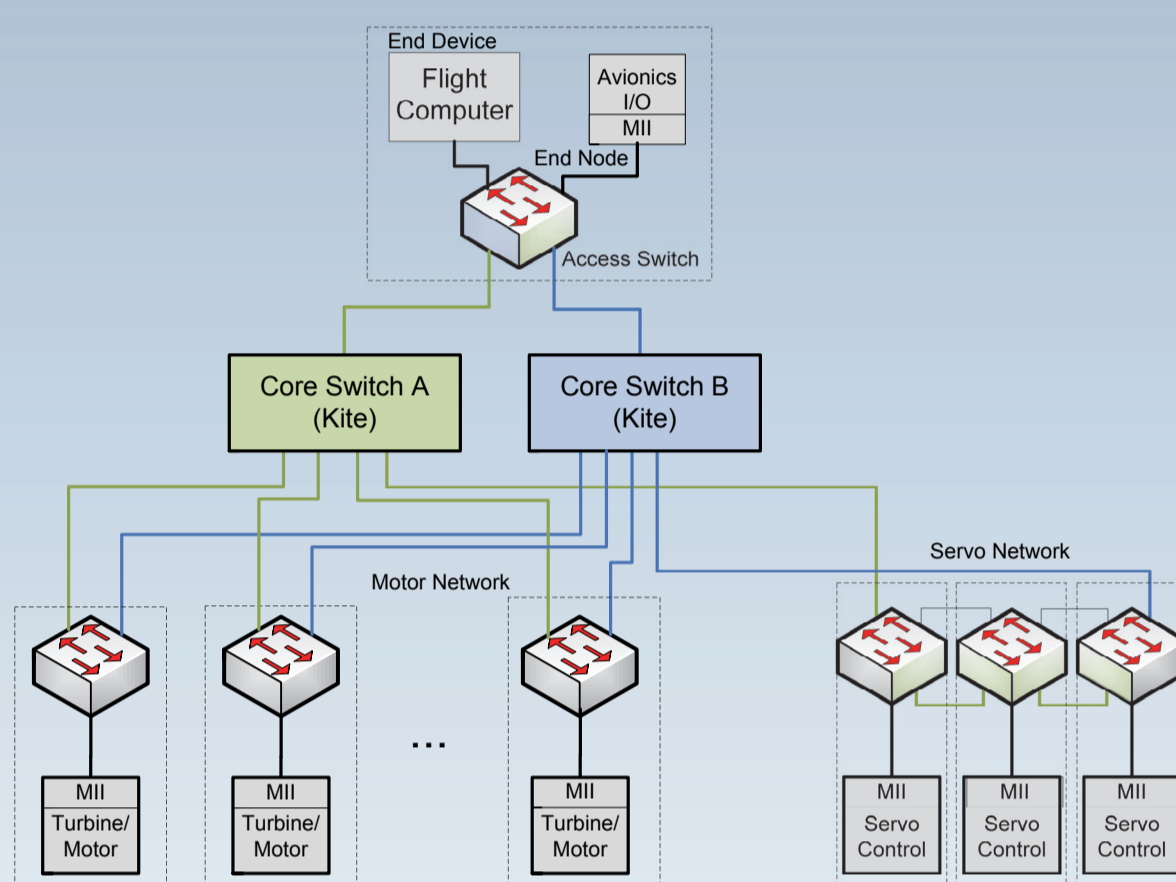 End Device
Flight
Computer
Avionics
I/O
MII
End Node
Access Switch
Core Switch A
(Kite)
Core Switch B
(Kite)
Servo Network
Motor Network
...
MII
Turbine/
Motor
MII
Turbine/
Motor
MII
Turbine/
Motor
MII
Servo
Control
MII
Servo
Control
MII
Servo
Control